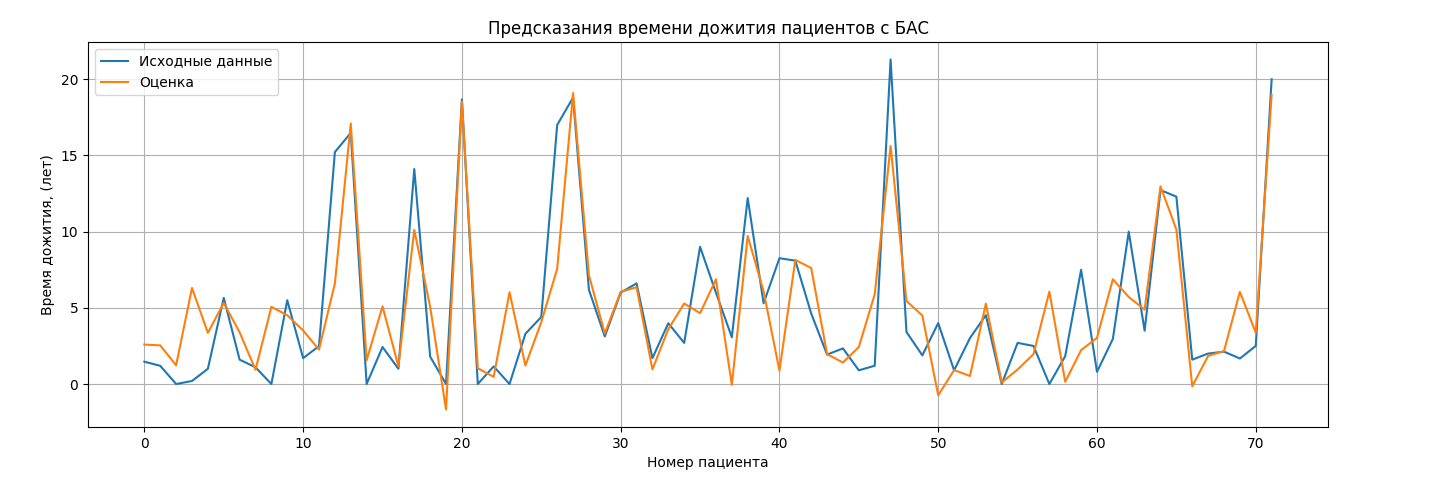 Предсказания времени дожития пациентов с БАС
Исходные данные
Оценка
Время дожития, (лет)
20
15
10
5
0
0 10 20 30 40 50 60 70
Номер пациента